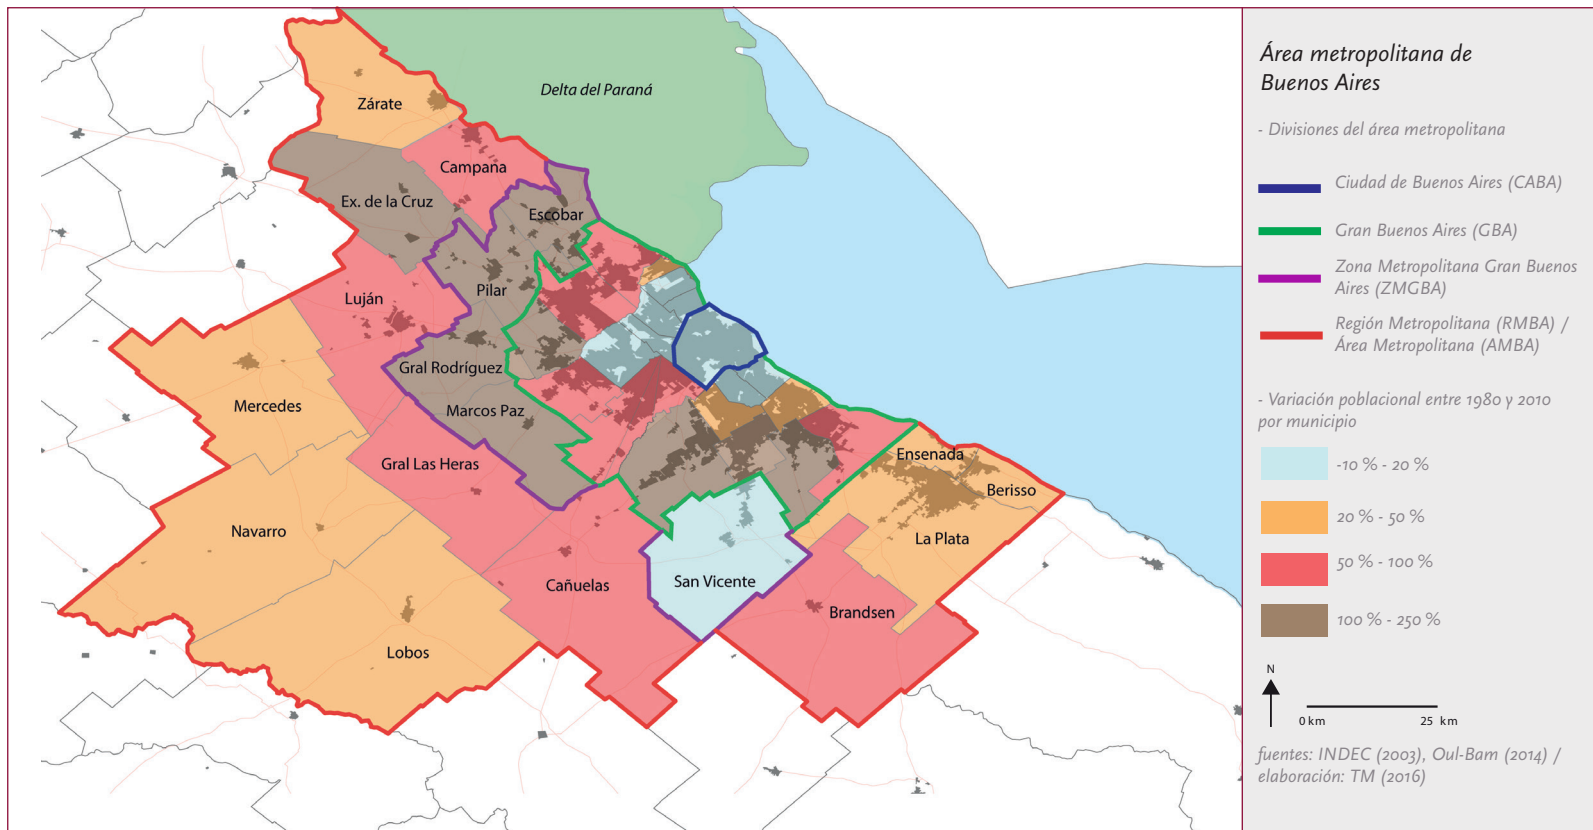 Delta del Paraná
Zárate
Campana
Ex. de la Cruz
Escobar
Pilar
Luján
Gral Rodríguez
Mercedes
Marcos Paz
Gral Las Heras
Ensenada
Berisso
Navarro
La Plata
Cañuelas
San Vicente
Brandsen
Lobos
Área metropolitana de
Buenos Aires
- Divisiones del área metropolitana
Ciudad de Buenos Aires (CABA)
Gran Buenos Aires (GBA)
Zona Metropolitana Gran Buenos
Aires (ZMGBA)
Región Metropolitana (RMBA) /
Área Metropolitana (AMBA)
- Variación poblacional entre 1980 y 2010
por municipio
-10 % - 20 %
20 % - 50 %
50 % - 100 %
100 % - 250 %
N
0 km 25 km
fuentes: INDEC (2003), Oul-Bam (2014) /
elaboración: TM (2016)